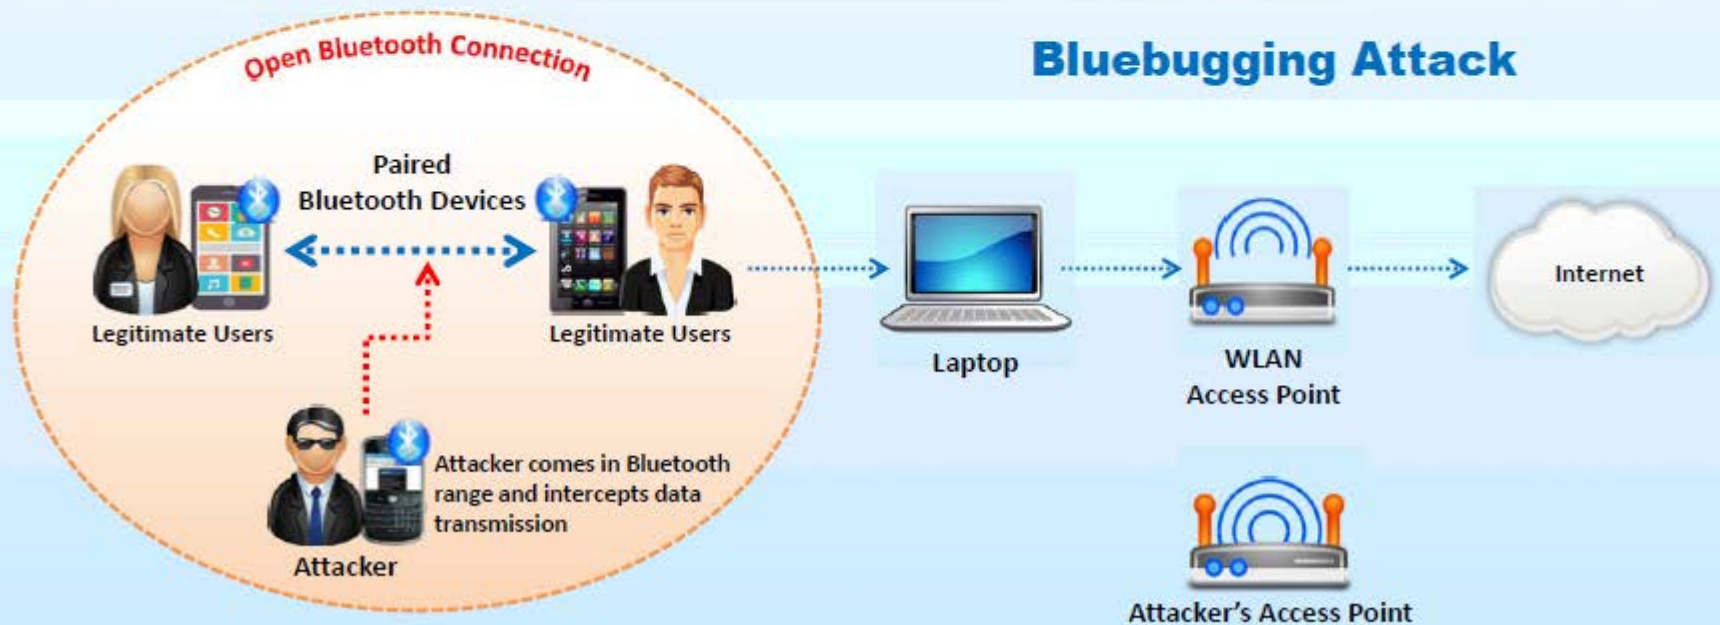 Open Bluetooth Connection
Bluebugging Attack
Paired
Bluetooth Devices
Legitimate Users
Legitimate Users
Laptop
WLAN
Access Point
Internet
Attacker comes in Bluetooth
range and intercepts data
transmission
Attacker
Attacker's Access Point